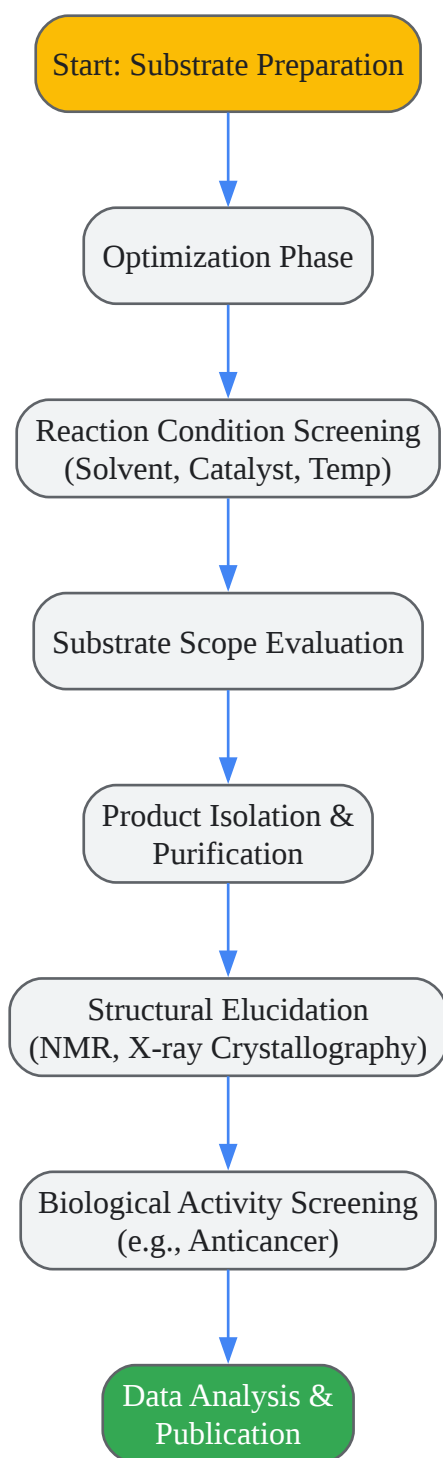 Start: Substrate Preparation
Optimization Phase
Reaction Condition Screening
(Solvent, Catalyst, Temp)
Substrate Scope Evaluation
Product Isolation &
Purification
Structural Elucidation
(NMR, X-ray Crystallography)
Biological Activity Screening
(e.g., Anticancer)
Data Analysis &
Publication